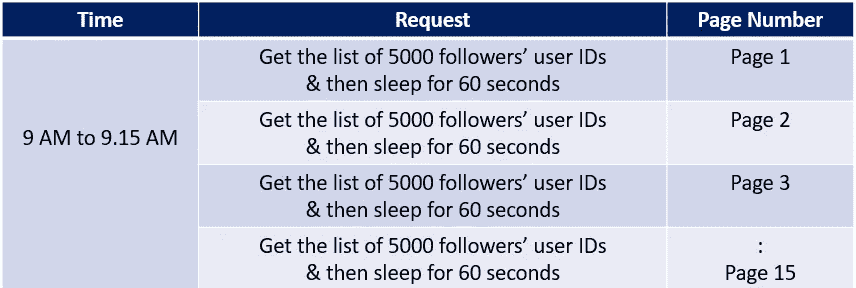 Time Request Page Number
Get the list of 5000 followers’ user IDs
& then sleep for 60 seconds
Page 1
9 AM to 9.15 AM
Get the list of 5000 followers’ user IDs
& then sleep for 60 seconds
Page 2
Get the list of 5000 followers’ user IDs
& then sleep for 60 seconds
Page 3
Get the list of 5000 followers’ user IDs
& then sleep for 60 seconds
:
Page 15